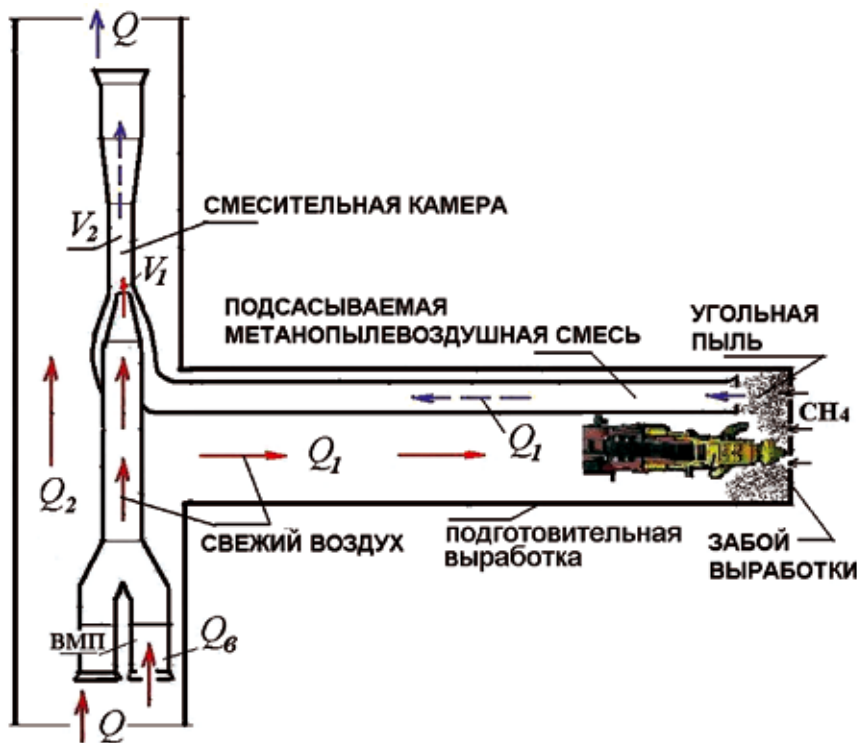 Q
СМЕСИТЕЛЬНАЯ КАМЕРА
V2
V1
ПОДСАСЫВАЕМАЯ
МЕТАНОПЫЛЕВОЗДУШНАЯ СМЕСЬ
УГОЛЬНАЯ
ПЫЛЬ
CH4
Q1
Q1
Q2
СВЕЖИЙ ВОЗДУХ
ПОДГОТОВИТЕЛЬНАЯ
выработка
ЗАБОЙ
ВЫРАБОТКИ
ВМП
Qв
Q